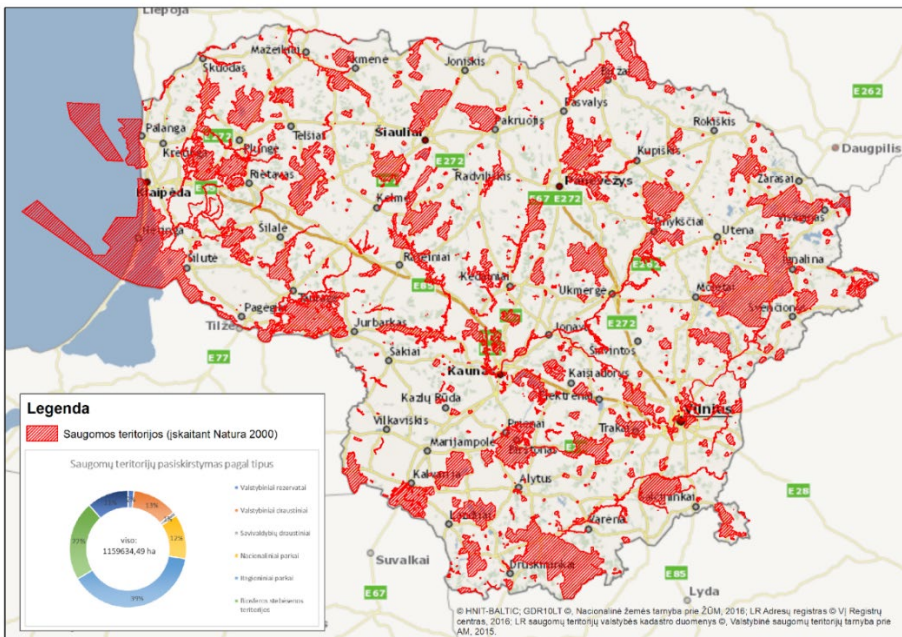 Liepoja
Mažeikiai
Skuodas
Akmenė
Joniškis
Biržai
Pasvalys
E262
Palanga
Kretinga
E272
Plungė
Telšiai
Šiauliai
Pakruojis
Rokiškis
Daugpilis
Klaipėda
Rietavas
E272
Radviliškis
Kupiškis
Kelmė
E67 E272
Panevėžys
Zarasai
Visaginas
Neringa
Šilutė
Šilalė
Raseiniai
Anykščiai
Utena
Ignalina
E85
Kėdainiai
Ukmergė
E262
Molėtai
Švenčionys
Pagėgiai
Tauragė
Tilžė
Jurbarkas
E77
Jonava
E272
Širvintos
Šakiai
Kaunas
Kaišiadorys
Elektrėnai
Kazlų Rūda
Vilnius
Vilkaviškis
Prienai
Trakai
Marijampolė
Birštonas
Kalvarija
Alytus
Šalčininkai
E28
Lazdijai
Varėna
Suvalkai
Druskininkai
E67
E85
Lyda
Legenda
Saugomos teritorijos (įskaitant Natura 2000)
Saugomų teritorijų pasiskirstymas pagal tipus
13%
12%
39%
22%
viso:
1159634,49 ha
Valstybiniai rezervatai
Valstybiniai draustiniai
Savivaldybių draustiniai
Nacionaliniai parkai
Regioniniai parkai
Biosferos stebėsenos
teritorijos
© HNIT-BALTIC; GDR10LT ©, Nacionalinė žemės tarnyba prie ŽŪM, 2016; LR Adresų registras © VĮ Registrų
centras, 2016; LR saugomų teritorijų valstybės kadastro duomenys ©, Valstybinė saugomų teritorijų tarnyba prie
AM, 2015.